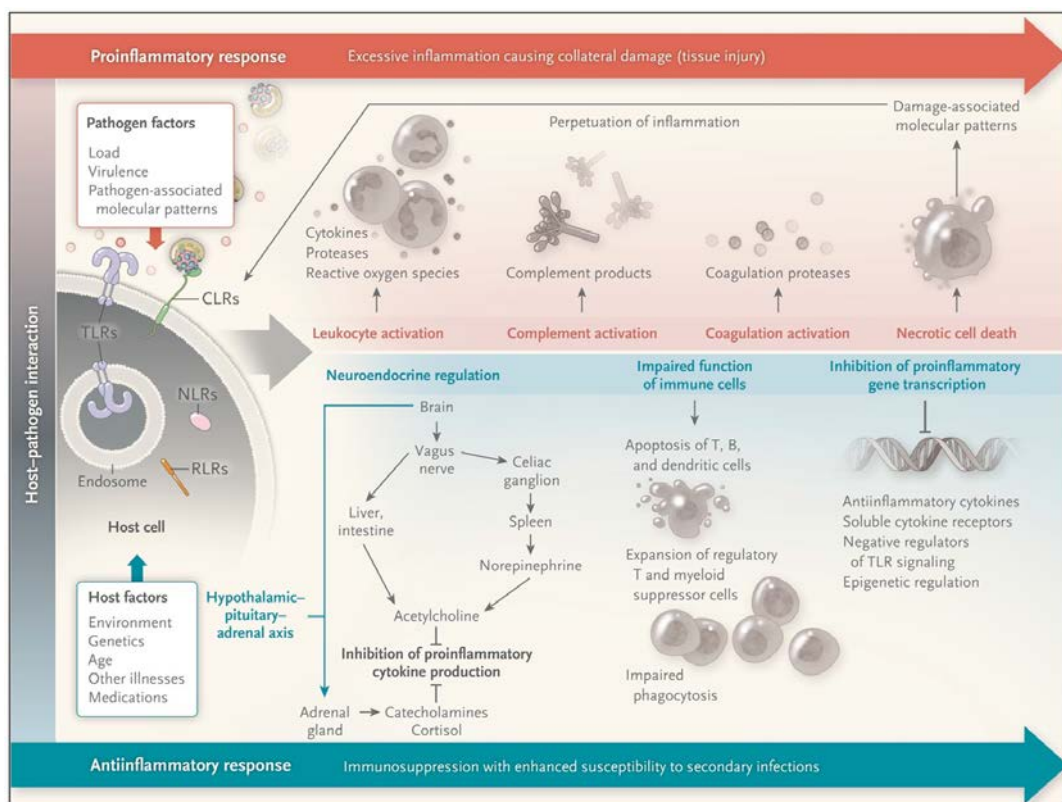 Proinflammatory response
Excessive inflammation causing collateral damage (tissue injury)
Host–pathogen interaction
Pathogen factors
Load
Virulence
Pathogen-associated
molecular patterns
CLRs
TLRs
NLRs
RLRs
Endosome
Host cell
Host factors
Environment
Genetics
Age
Other illnesses
Medications
Perpetuation of inflammation
Damage-associated
molecular patterns
Cytokines
Proteases
Reactive oxygen species
Complement products
Coagulation proteases
Leukocyte activation
Complement activation
Coagulation activation
Necrotic cell death
Neuroendocrine regulation
Brain
Vagus
nerve
Celiac
ganglion
Liver,
intestine
Spleen
Norepinephrine
Hypothalamic–
pituitary–
adrenal axis
Acetylcholine
Inhibition of proinflammatory
cytokine production
Adrenal
gland
Catecholamines
Cortisol
Impaired function
of immune cells
Apoptosis of T, B,
and dendritic cells
Expansion of regulatory
T and myeloid
suppressor cells
Impaired
phagocytosis
Inhibition of proinflammatory
gene transcription
Antiinflammatory cytokines
Soluble cytokine receptors
Negative regulators
of TLR signaling
Epigenetic regulation
Antiinflammatory response
Immunosuppression with enhanced susceptibility to secondary infections